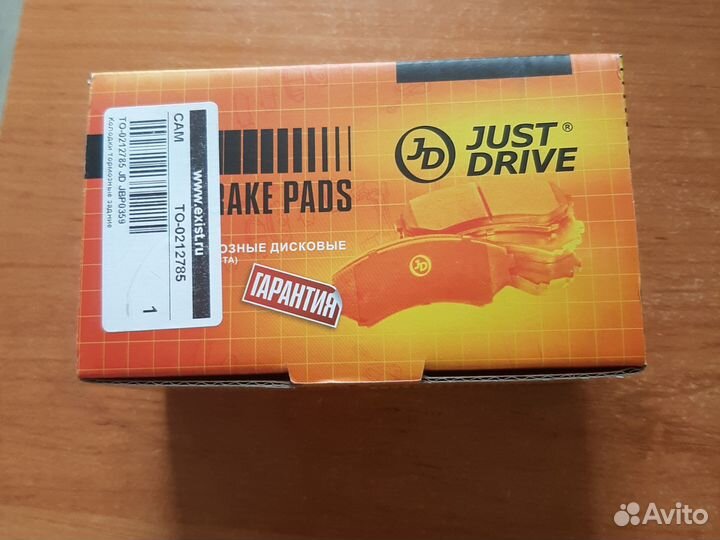 JD
JUST ®
DRIVE
RAKE PADS
ОЗНЫЕ ДИСКОВЫЕ
ТА)
JD
ГАРАНТИЯ
CAM
www.exist.ru
TO-0212785
TO-0212785 JD JBP0359
Колодки тормозные задние
1
Avito